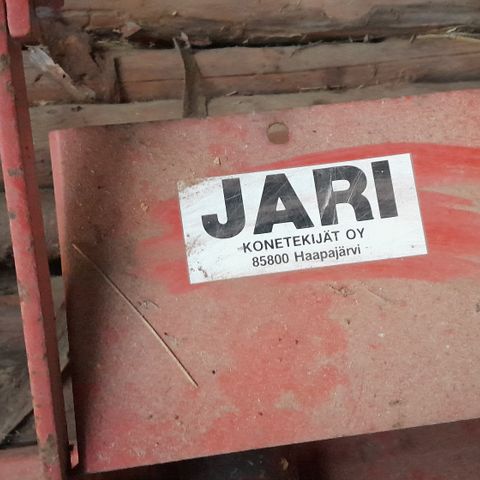 JARI
KONETEKIJÄT OY
85800 Haapajärvi